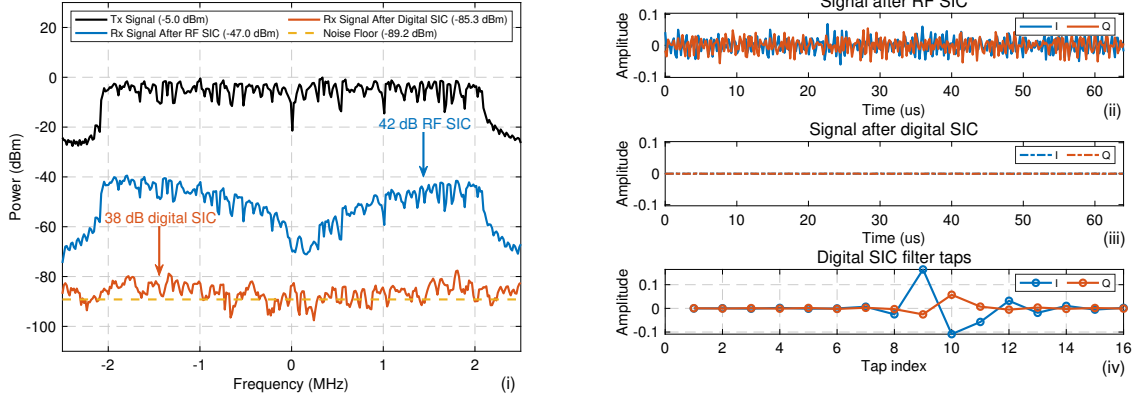 Tx Signal (-5.0 dBm)
Rx Signal After Digital SIC (-85.3 dBm)
Rx Signal After RF SIC (-47.0 dBm)
Noise Floor (-89.2 dBm)
0
-20
-40
-60
-80
-100
Power (dBm)
42 dB RF SIC
38 dB digital SIC
-2
-1
0
1
2
Frequency (MHz)
(i)
Signal after RF SIC
0.1
0
-0.1
Amplitude
I
Q
0
10
20
30
40
50
60
Time (us)
(ii)
Signal after digital SIC
0.1
0
-0.1
Amplitude
I
Q
0
10
20
30
40
50
60
Time (us)
(iii)
Digital SIC filter taps
0.1
0
-0.1
Amplitude
I
Q
0
2
4
6
8
10
12
14
16
Tap index
(iv)